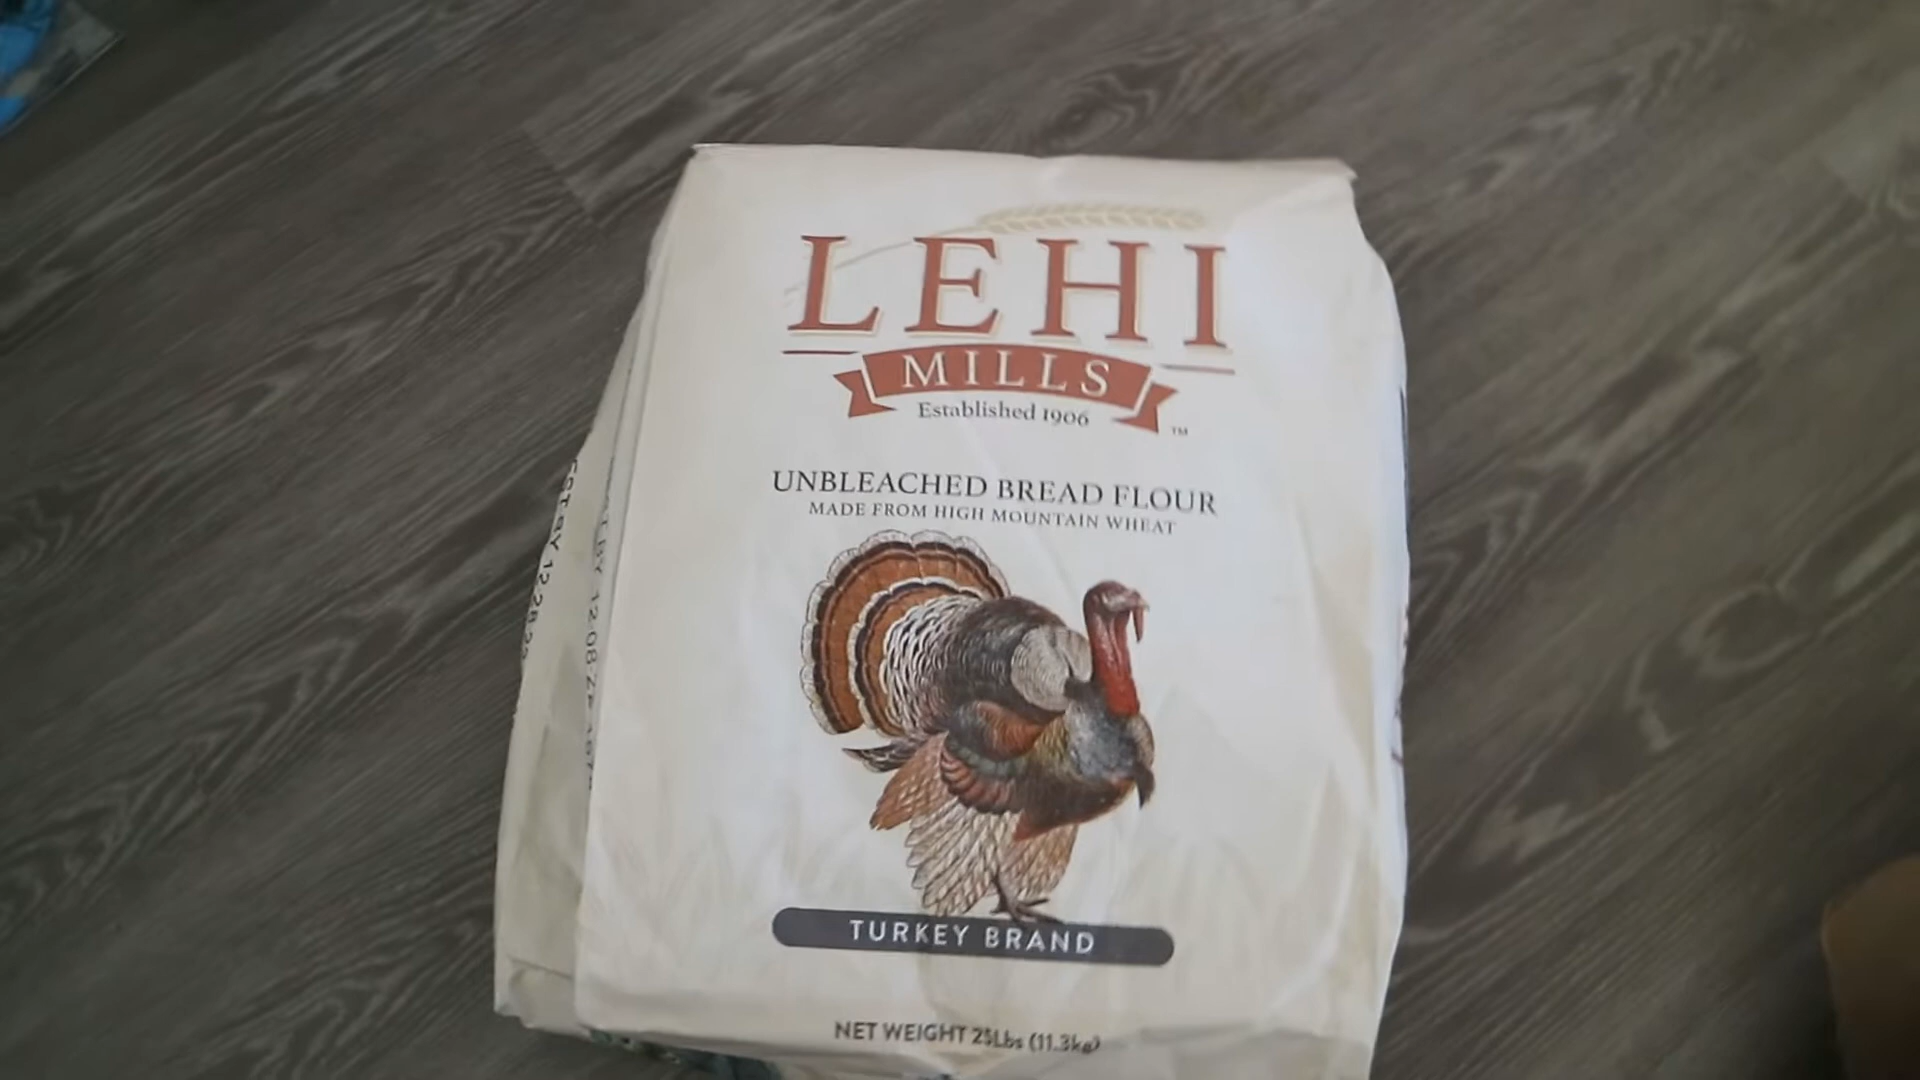 LEHI
MILLS
Established 1906
TM
UNBLEACHED BREAD FLOUR
MADE FROM HIGH MOUNTAIN WHEAT
TURKEY BRAND
NET WEIGHT 25Lbs (11.3kg)